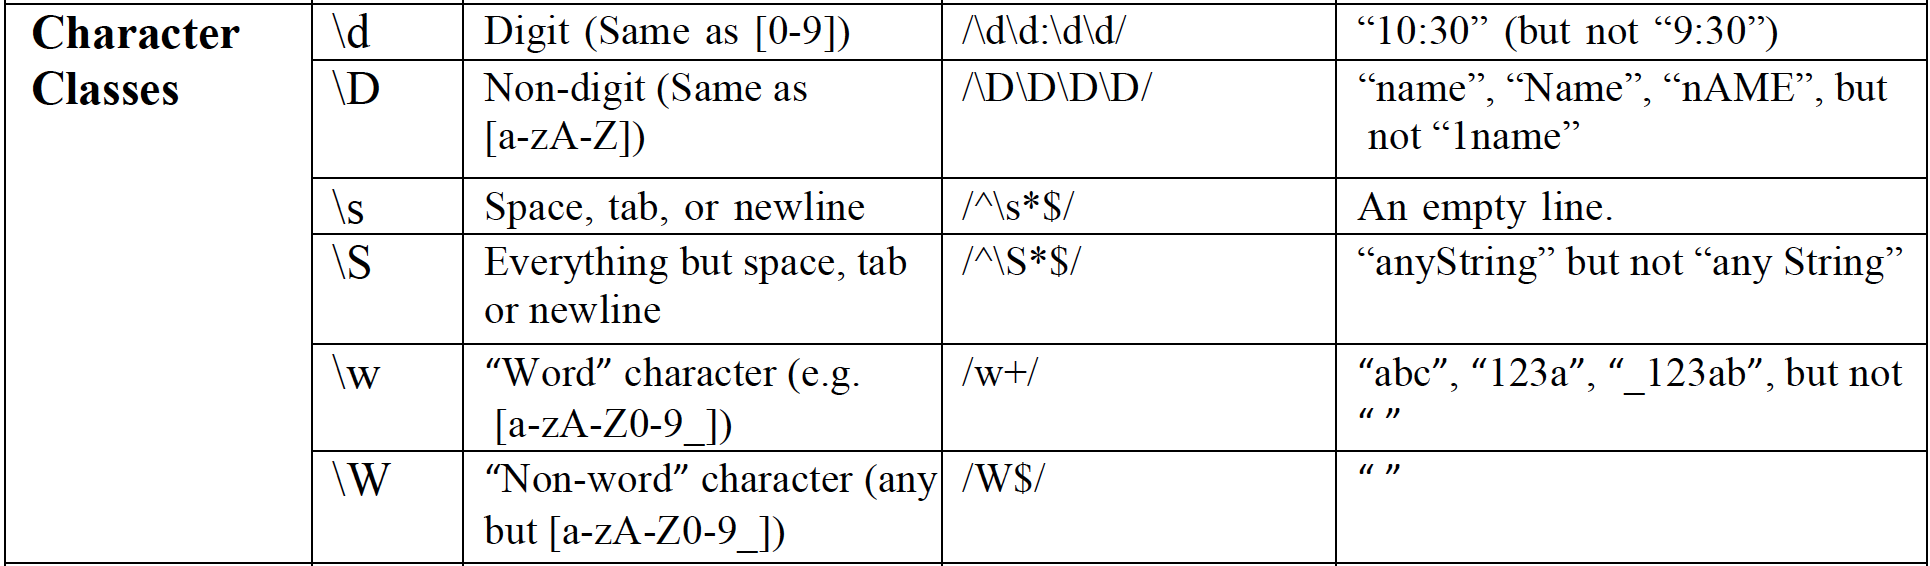 Character
Classes
\d
Digit (Same as [0-9])
/\d\d:\d\d/
“10:30” (but not “9:30”)
\D
Non-digit (Same as
[a-zA-Z])
/\D\D\D\D/
“name”, “Name”, “nAME”, but
not “1name”
\s
Space, tab, or newline
/^\s*$/
An empty line.
\S
Everything but space, tab
or newline
/^\S*$/
“anyString” but not “any String”
\w
“Word” character (e.g.
[a-zA-Z0-9_])
/w+/
“abc”, “123a”, “_123ab”, but not
“ ”
\W
“Non-word” character (any
but [a-zA-Z0-9_])
/W$/
“ ”